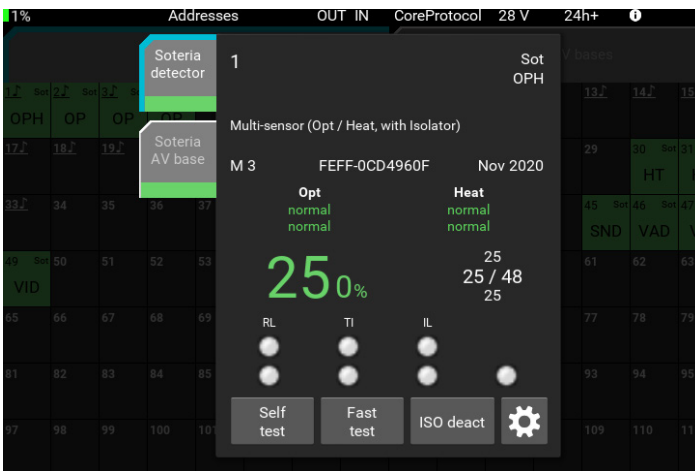 1% Addresses OUT IN CoreProtocol 28 V 24h+
Soteria
detector
Soteria
AV base
1 Sot
OPH
Multi-sensor (Opt / Heat, with Isolator)
M 3 FEFF-0CD4960F Nov 2020
Opt Heat
normal normal
normal normal
25 0% 25
25 / 48
25
RL TI IL
Self
test
Fast
test
ISO deact
V bases
1 Sot 2 Sot 3 13 14 15
OPH OP OP OP
17 18 19 29 30 Sot 31
HT
33 34 35 36 37 45 Sot 46 Sot 47
SND VAD
49 Sot 50 51 52 53 61 62 63
VID
65 66 67 68 69 77 78 79
81 82 83 84 85 93 94 95
97 98 99 100 101 109 110